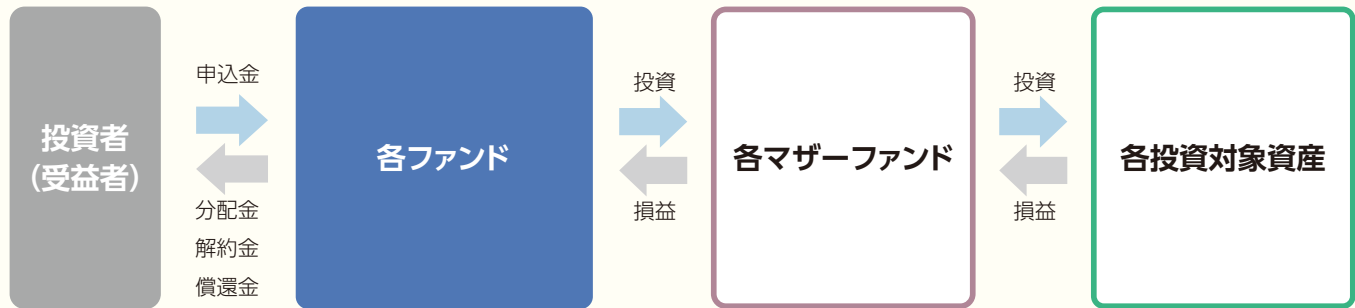 投資者
(受益者)
申込金
分配金
解約金
償還金
各ファンド
投資
損益
各マザーファンド
投資
損益
各投資対象資産